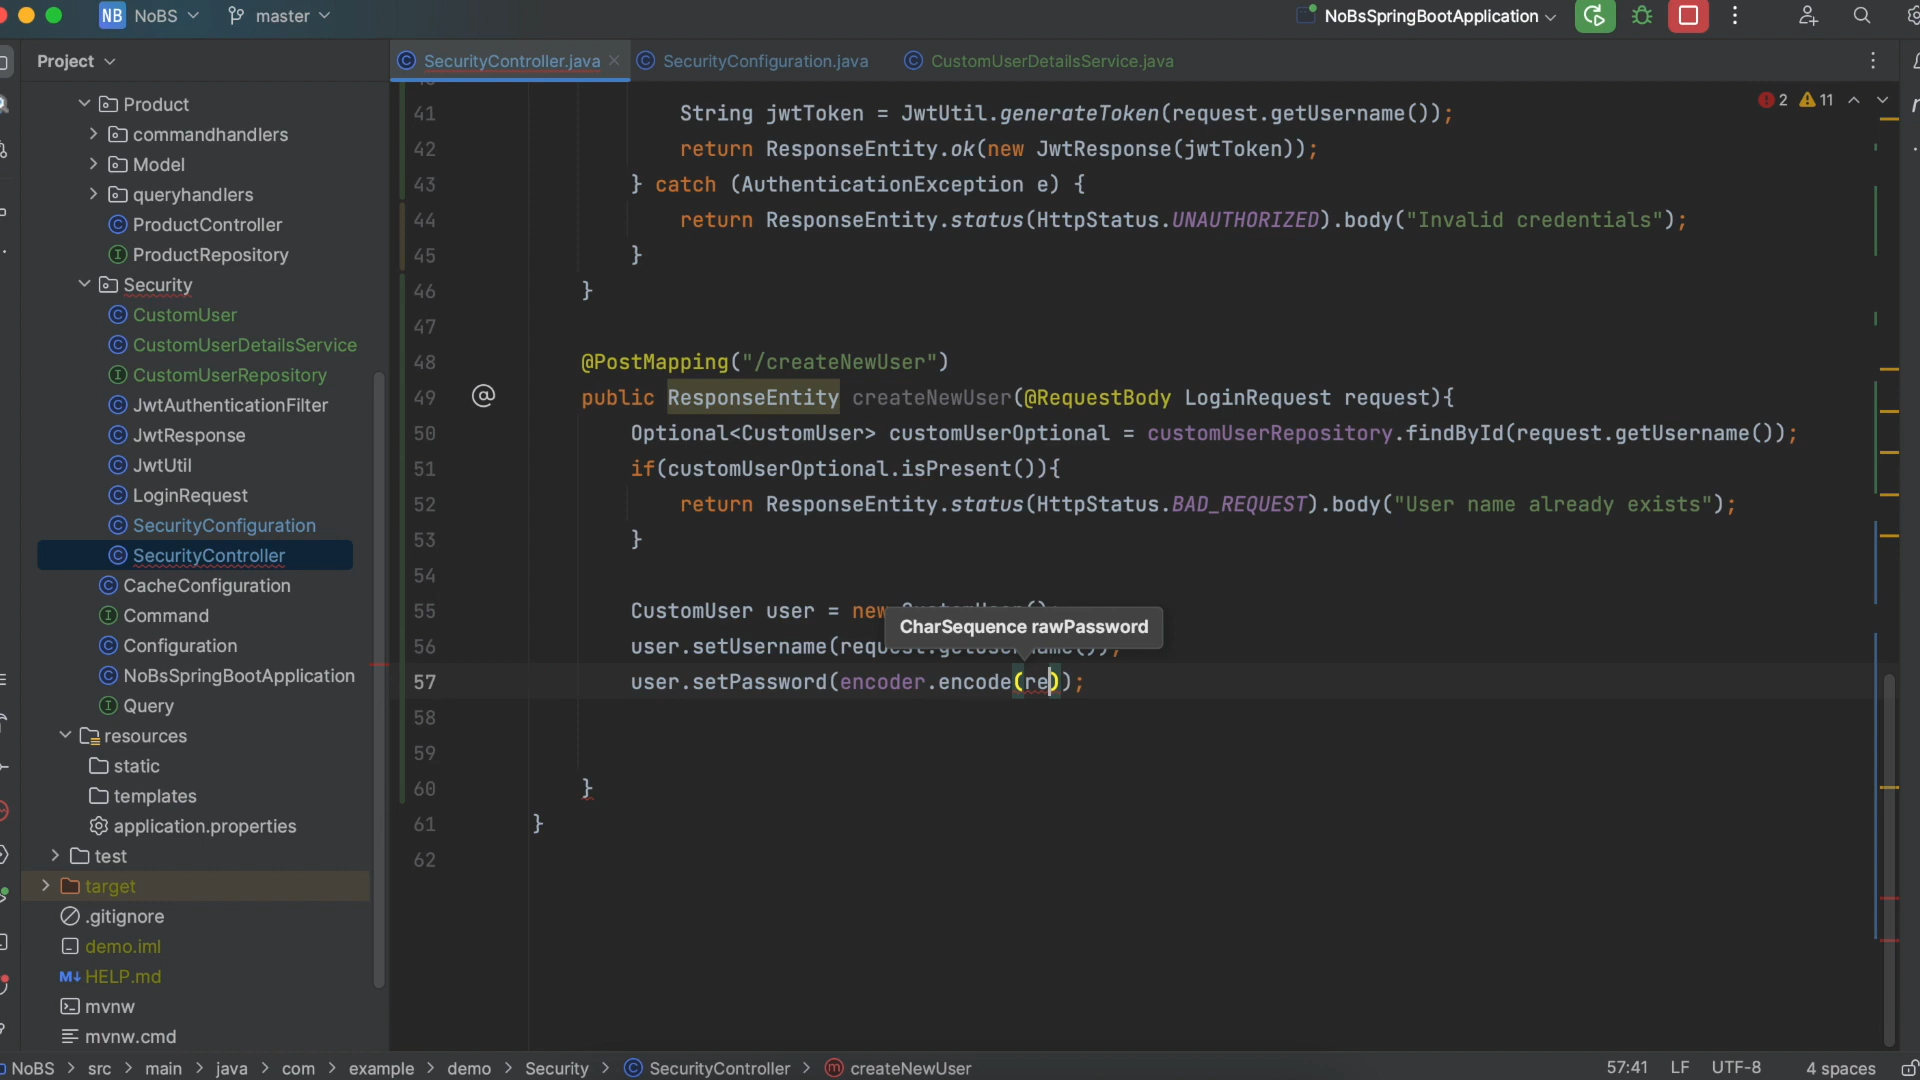 NB NoBS master NoBsSpringBootApplication
Project
SecurityController.java SecurityConfiguration.java CustomUserDetailsService.java
Product
commandhandlers
Model
queryhandlers
ProductController
ProductRepository
Security
CustomUser
CustomUserDetailsService
CustomUserRepository
JwtAuthenticationFilter
JwtResponse
JwtUtil
LoginRequest
SecurityConfiguration
SecurityController
CacheConfiguration
Command
Configuration
NoBsSpringBootApplication
Query
resources
static
templates
application.properties
test
target
.gitignore
demo.iml
M↓ HELP.md
mvnw
mvnw.cmd
2 11
41 String jwtToken = JwtUtil.generateToken(request.getUsername());
42 return ResponseEntity.ok(new JwtResponse(jwtToken));
43 } catch (AuthenticationException e) {
44 return ResponseEntity.status(HttpStatus.UNAUTHORIZED).body("Invalid credentials");
45 }
46 }
47
48 @PostMapping("/createNewUser")
49 public ResponseEntity createNewUser(@RequestBody LoginRequest request){
50 Optional<CustomUser> customUserOptional = customUserRepository.findById(request.getUsername());
51 if(customUserOptional.isPresent()){
52 return ResponseEntity.status(HttpStatus.BAD_REQUEST).body("User name already exists");
53 }
54
55 CustomUser user = new CustomUser();
CharSequence rawPassword
56 user.setUsername(request.getUsername());
57 user.setPassword(encoder.encode(re));
58
59
60 }
61 }
62
NoBS > src > main > java > com > example > demo > Security > SecurityController > createNewUser 57:41 LF UTF-8 4 spaces